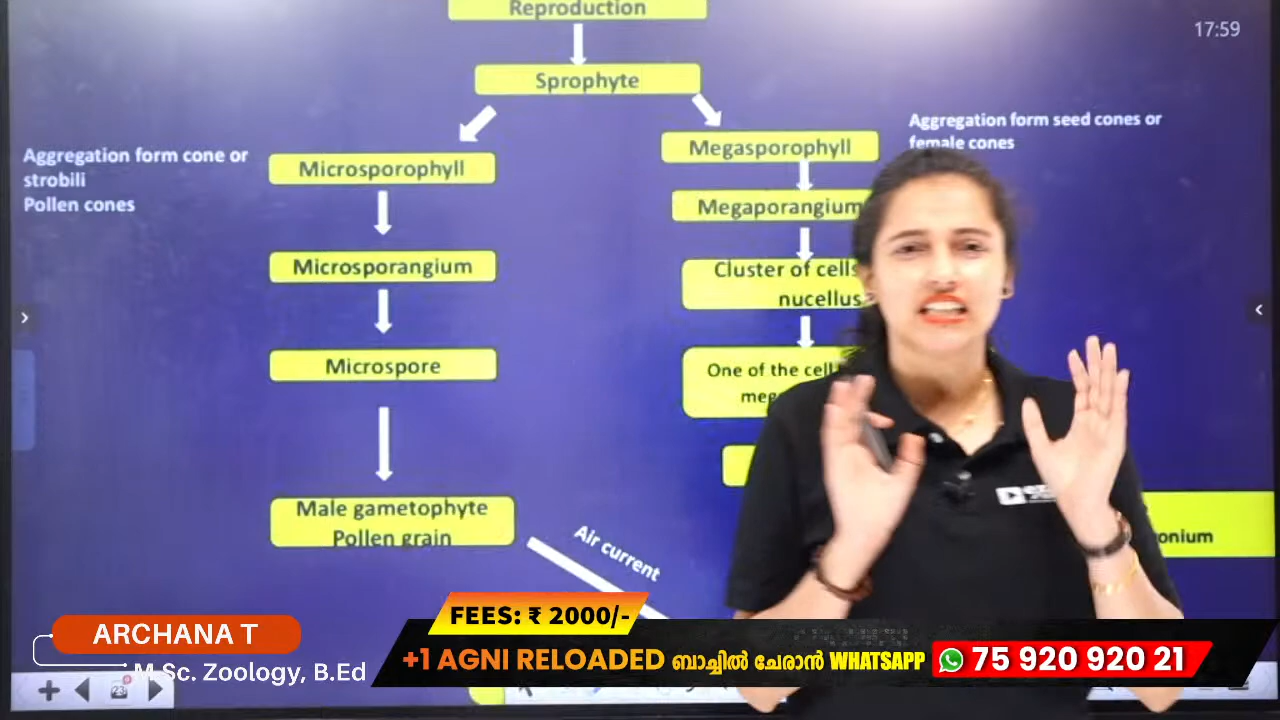 Reproduction
17:59
Sprophyte
Aggregation form seed cones or
female cones
Aggregation form cone or
strobili
Pollen cones
Microsporophyll
Megasporophyll
Megaporangium
Microsporangium
Cluster of cells
nucellus
Microspore
One of the cell
Male gametophyte
Pollen grain
Air current
FEES: ₹ 2000/-
ARCHANA T
M.Sc. Zoology, B.Ed
+1 AGNI RELOADED ബാച്ചിൽ ചേരാൻ WHATSAPP 75 920 920 21